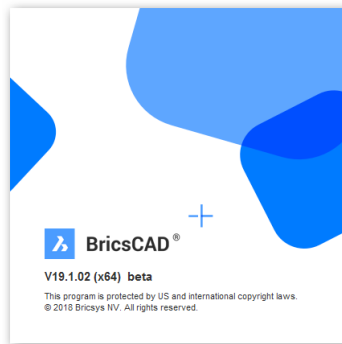 BricsCAD®
V19.1.02 (x64) beta
This program is protected by US and international copyright laws.
© 2018 Bricsys NV. All rights reserved.